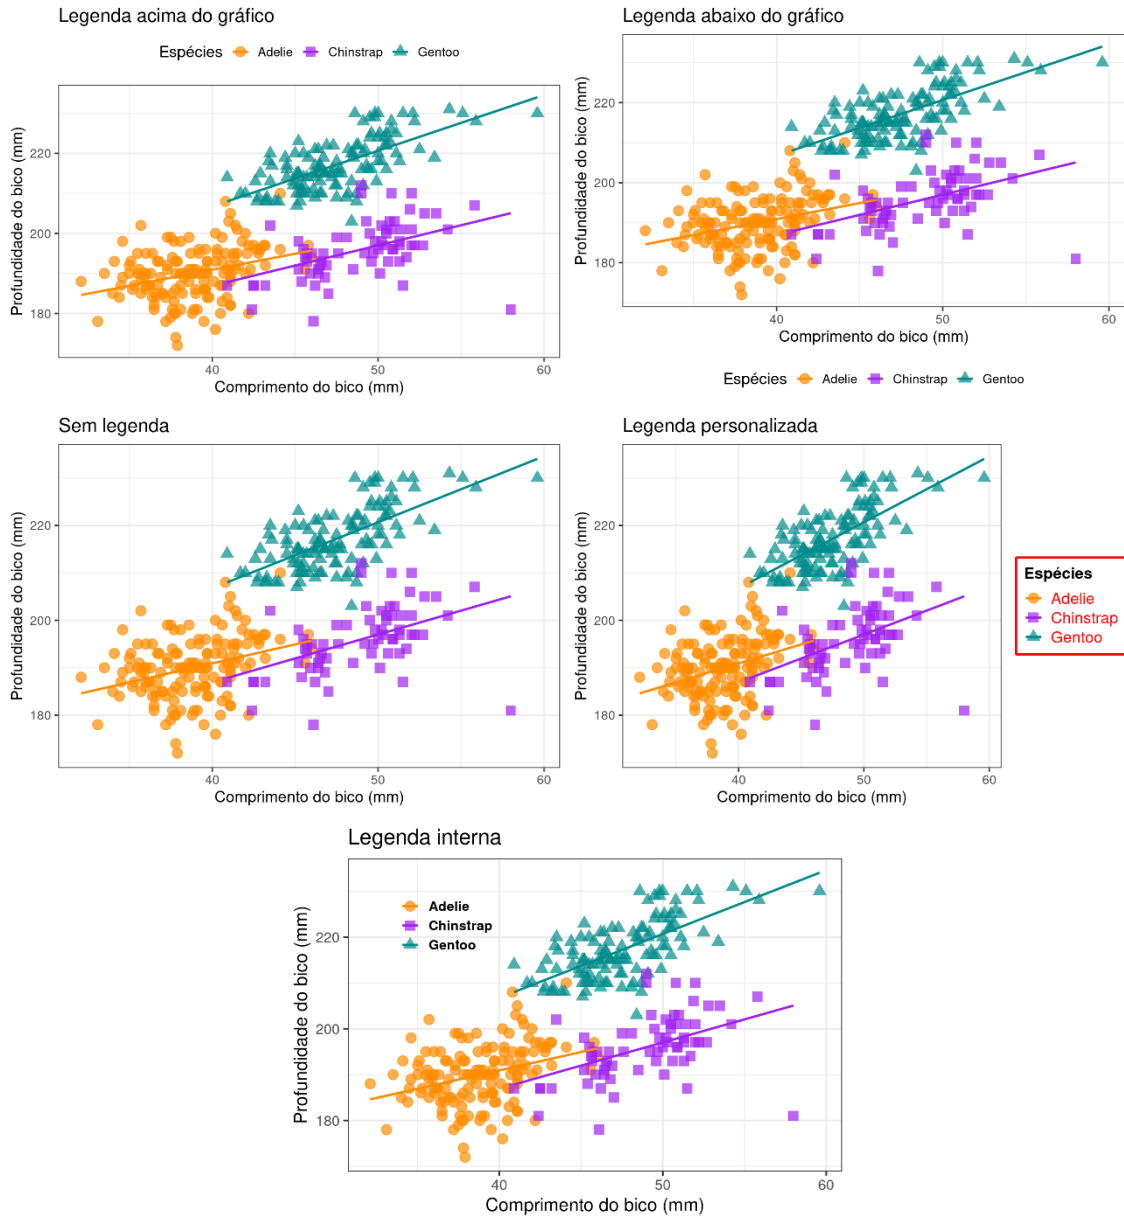 Legenda acima do gráfico
Espécies Adelie Chinstrap Gentoo
Profundidade do bico (mm)
220
200
180
40 50 60
Comprimento do bico (mm)
Legenda abaixo do gráfico
Profundidade do bico (mm)
220
200
180
40 50 60
Comprimento do bico (mm)
Espécies Adelie Chinstrap Gentoo
Sem legenda
Profundidade do bico (mm)
220
200
180
40 50 60
Comprimento do bico (mm)
Legenda personalizada
Profundidade do bico (mm)
220
200
180
40 50 60
Comprimento do bico (mm)
Espécies
Adelie
Chinstrap
Gentoo
Legenda interna
Adelie
Chinstrap
Gentoo
Profundidade do bico (mm)
220
200
180
40 50 60
Comprimento do bico (mm)